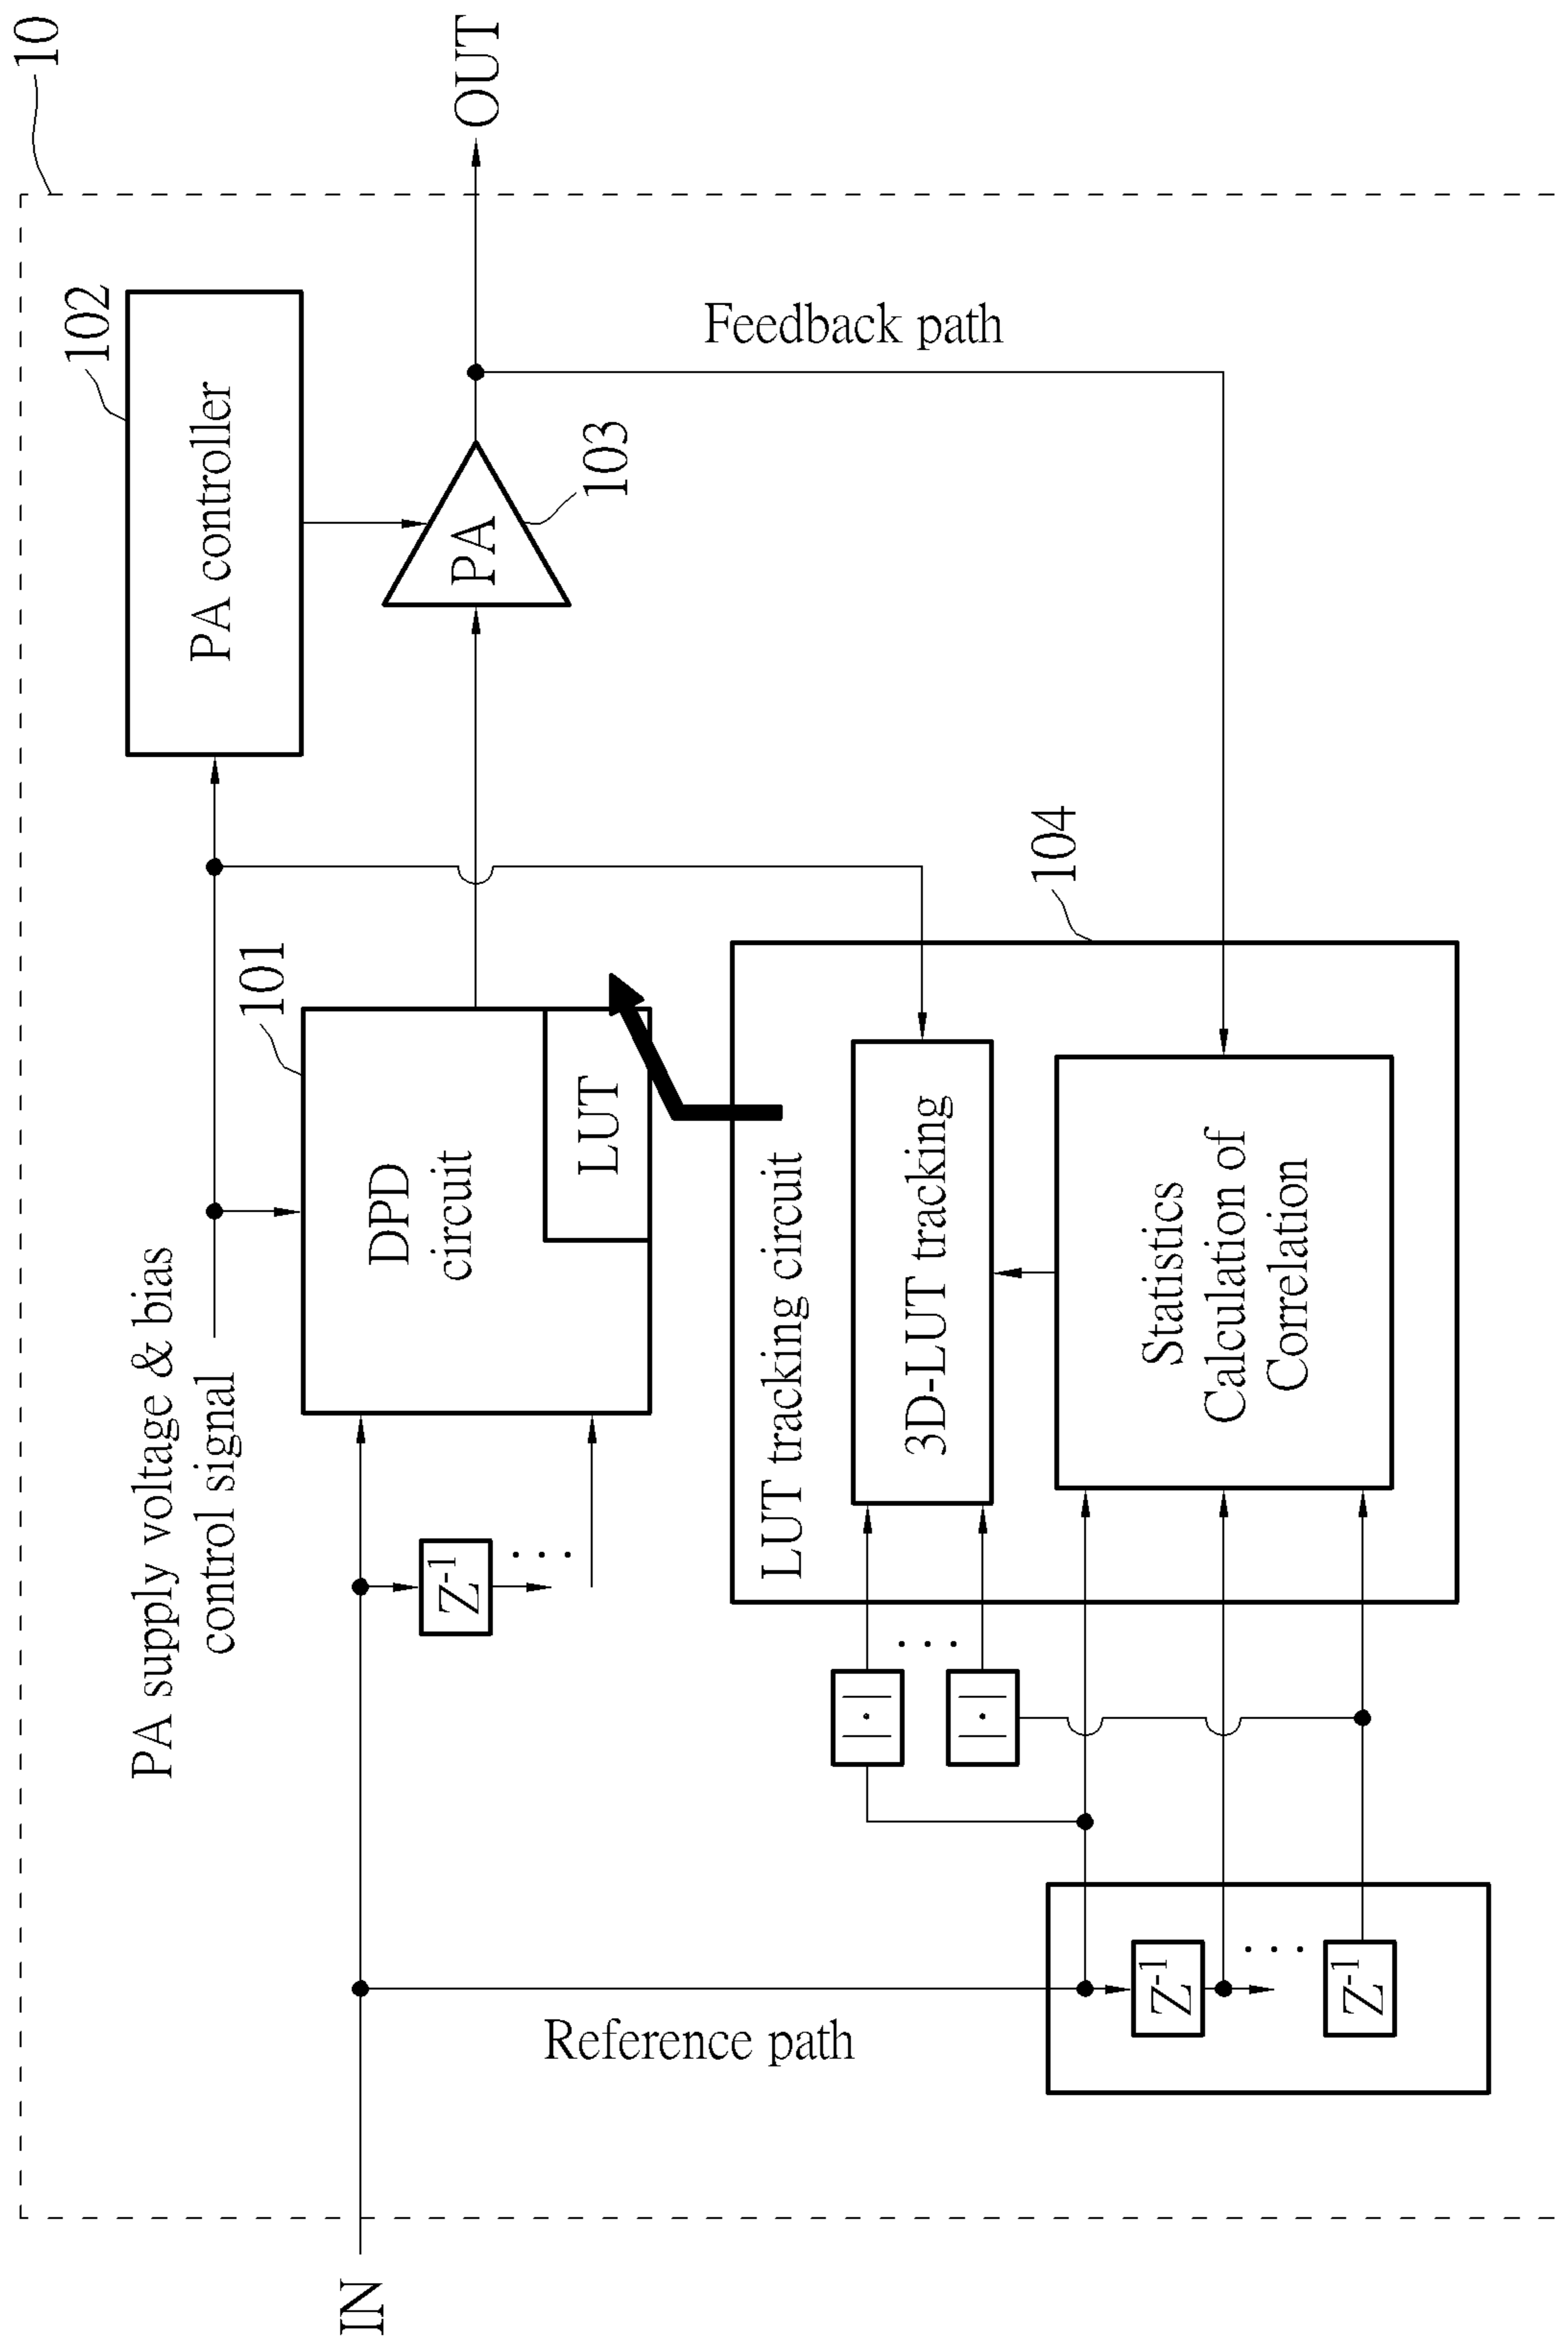 10
PA supply voltage & bias
control signal
102
PA controller
101
DPD
circuit
LUT
PA
103
OUT
IN
Z-1
. . .
Feedback path
Reference path
104
LUT tracking circuit
3D-LUT tracking
Statistics
Calculation of
Correlation
|·|
. . .
|·|
Z-1
. . .
Z-1